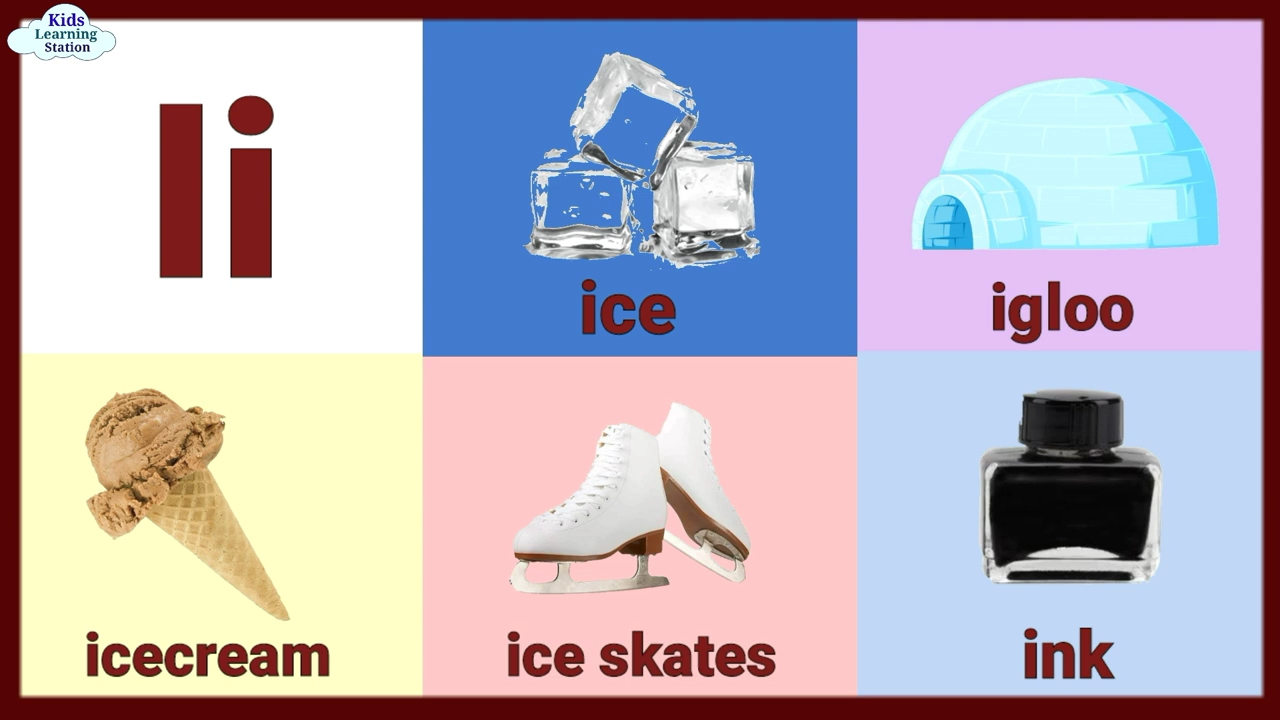 Kids
Learning
Station
Ii
ice
igloo
icecream
ice skates
ink